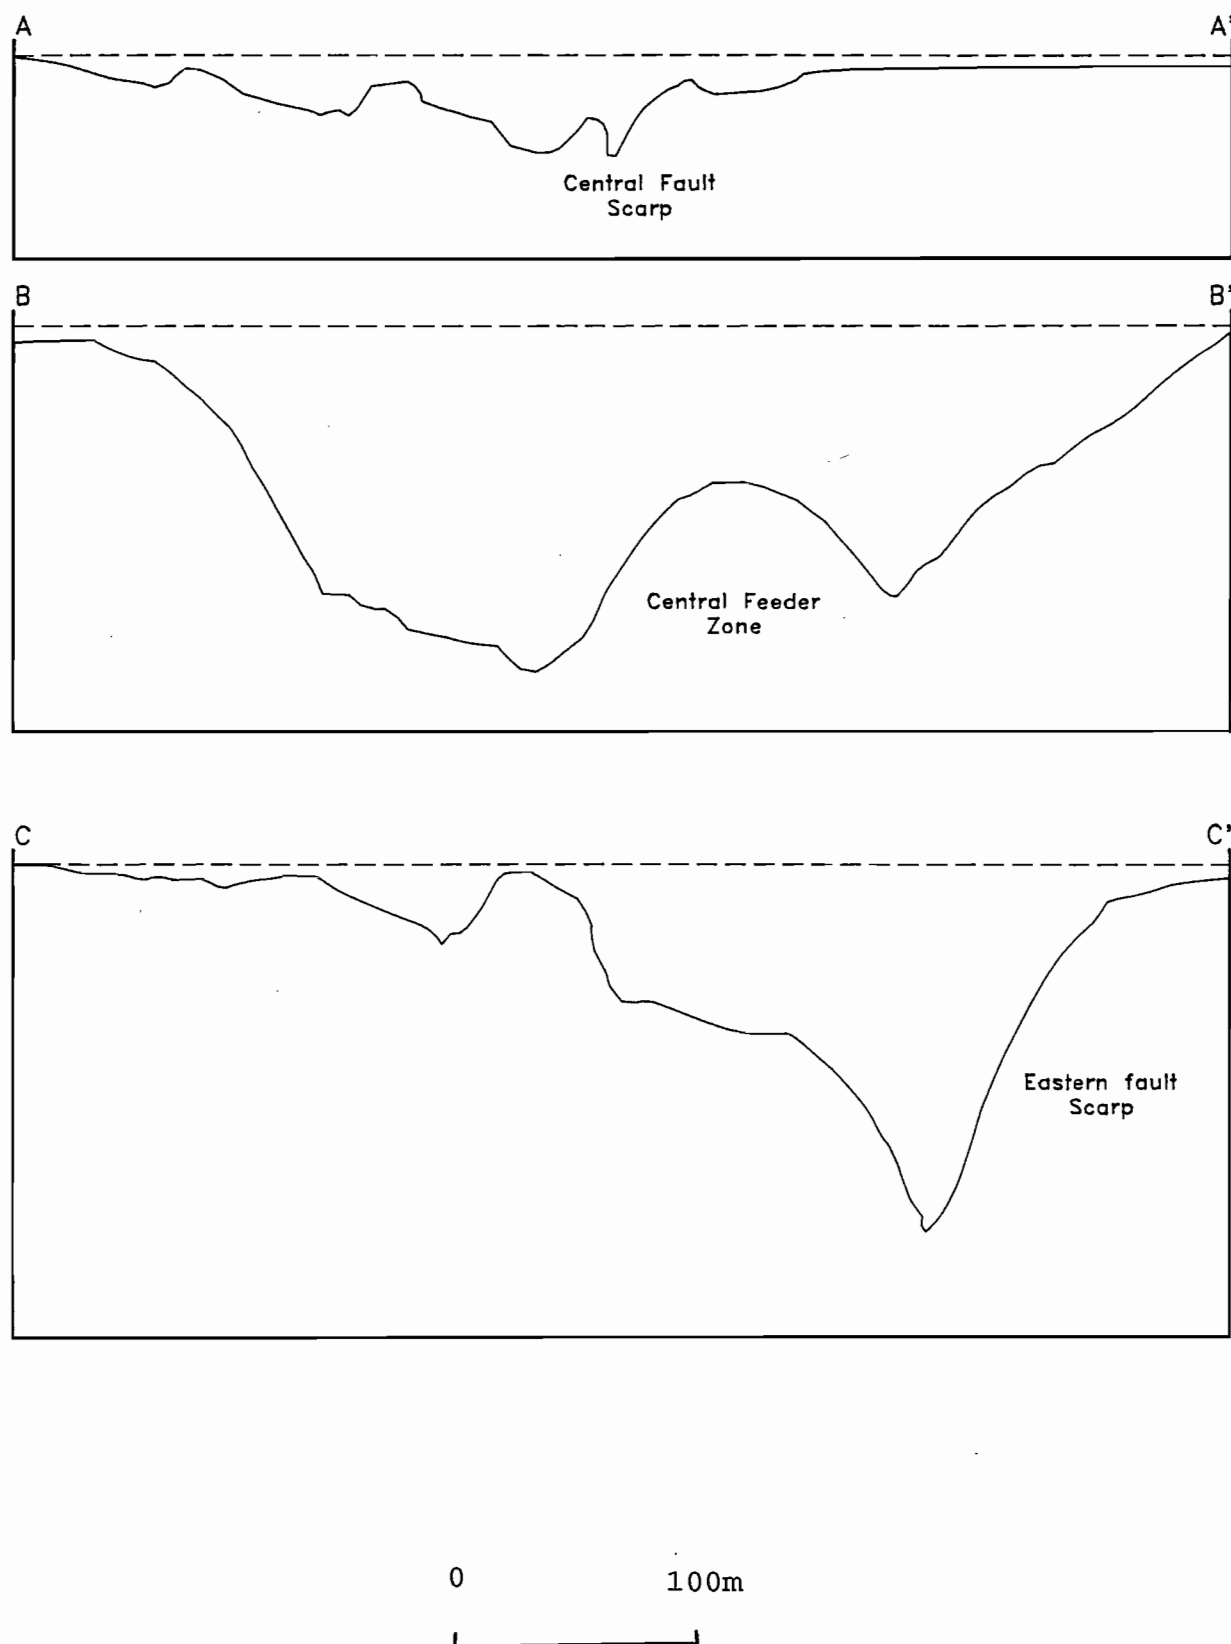 A A'
Central Fault
Scarp
B B'
Central Feeder
Zone
C C'
Eastern fault
Scarp
0 100m